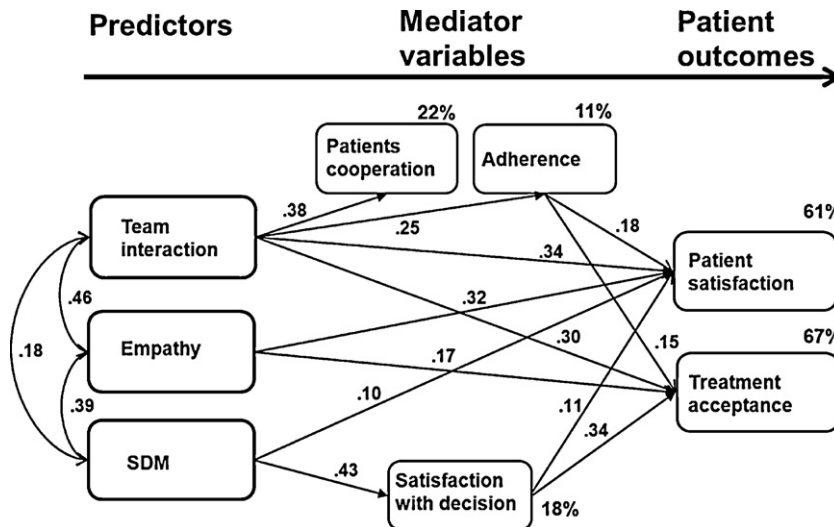 Predictors
Mediator
variables
Patient
outcomes
22%
11%
Patients
cooperation
Adherence
.38
.25
.18
Team
interaction
.34
61%
Patient
satisfaction
.46
.32
.18
Empathy
.30
.15
67%
.17
Treatment
acceptance
.39
.10
.11
.34
SDM
.43
Satisfaction
with decision
18%